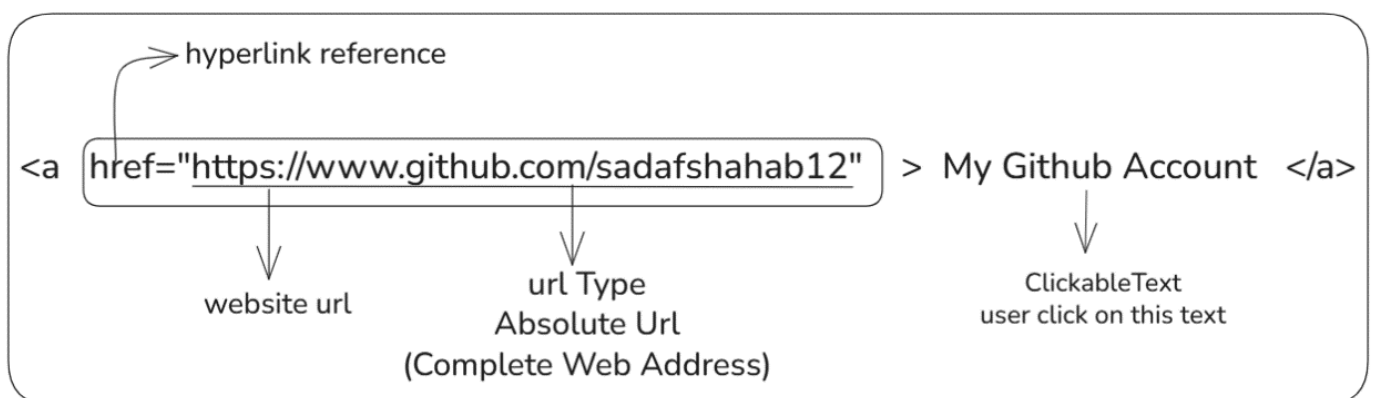 hyperlink reference
<a href="https://www.github.com/sadafshahab12" > My Github Account </a>
website url
url Type
Absolute Url
(Complete Web Address)
ClickableText
user click on this text